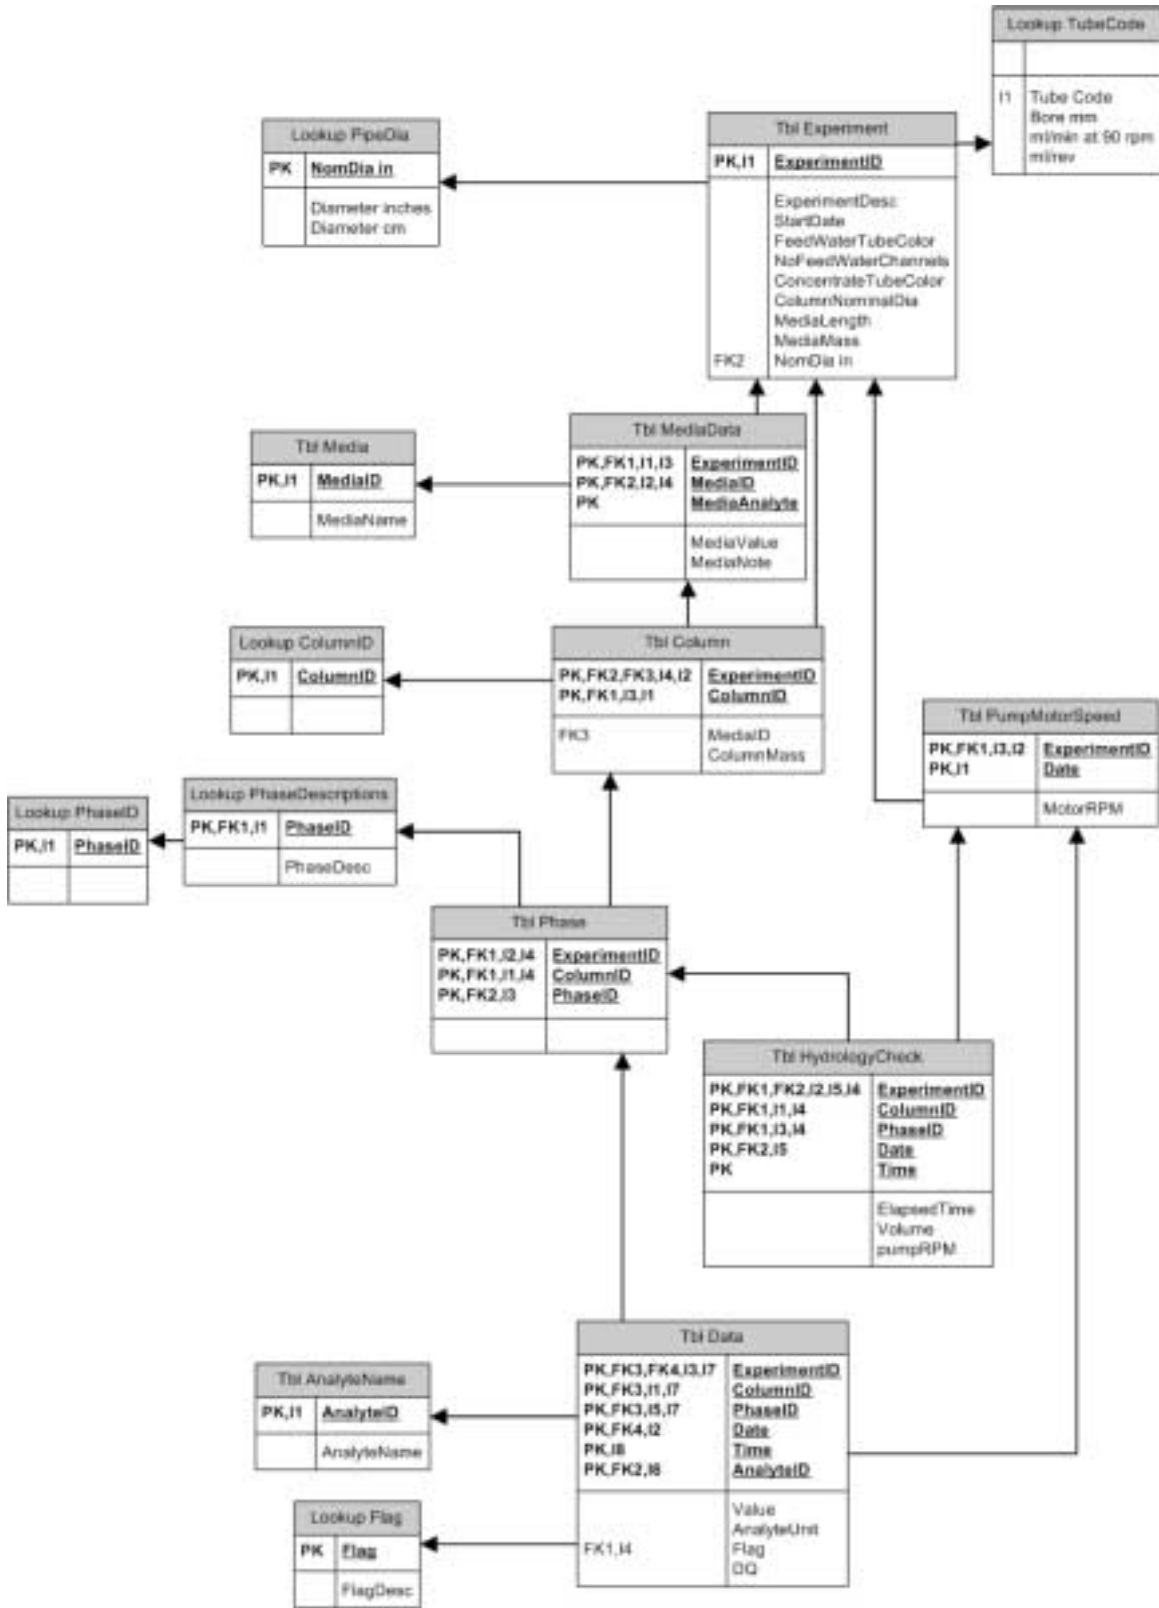 Lookup TubeCode
I1 Tube Code
Bore mm
ml/min at 90 rpm
ml/rev
Lookup PipeDia
PK NomDia in
Diameter inches
Diameter cm
Tbl Experiment
PK,I1 ExperimentID
ExperimentDesc
StartDate
FeedWaterTubeColor
NoFeedWaterChannels
ConcentrateTubeColor
ColumnNominalDia
MediaLength
MediaMass
FK2 NomDia in
Tbl Media
PK,I1 MediaID
MediaName
Tbl MediaData
PK,FK1,I1,I3 ExperimentID
PK,FK2,I2,I4 MediaID
PK MediaAnalyte
MediaValue
MediaNote
Lookup ColumnID
PK,I1 ColumnID
Tbl Column
PK,FK2,FK3,I4,I2 ExperimentID
PK,FK1,I3,I1 ColumnID
FK3 MediaID
ColumnMass
Tbl PumpMotorSpeed
PK,FK1,I3,I2 ExperimentID
PK,I1 Date
MotorRPM
Lookup PhaseID
PK,I1 PhaseID
Lookup PhaseDescriptions
PK,FK1,I1 PhaseID
PhaseDesc
Tbl Phase
PK,FK1,I2,I4 ExperimentID
PK,FK1,I1,I4 ColumnID
PK,FK2,I3 PhaseID
Tbl HydrologyCheck
PK,FK1,FK2,I2,I5,I4 ExperimentID
PK,FK1,I1,I4 ColumnID
PK,FK1,I3,I4 PhaseID
PK,FK2,I5 Date
PK Time
ElapsedTime
Volume
pumpRPM
Tbl Data
PK,FK3,FK4,I3,I7 ExperimentID
PK,FK3,I1,I7 ColumnID
PK,FK3,I5,I7 PhaseID
PK,FK4,I2 Date
PK,I8 Time
PK,FK2,I6 AnalyteID
Value
AnalyteUnit
FK1,I4 Flag
DQ
Tbl AnalyteName
PK,I1 AnalyteID
AnalyteName
Lookup Flag
PK Flag
FlagDesc